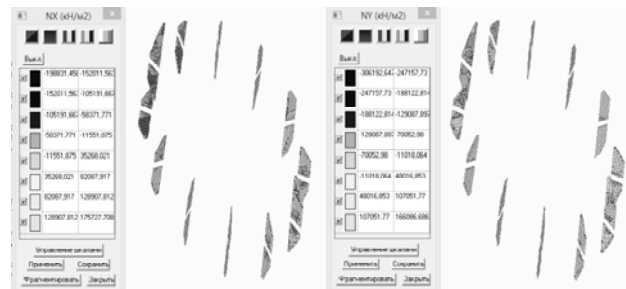 NX (кН/м2)
Выкл
-198831,456 -152011,563
-152011,562 -105191,667
-105191,667 -58371,771
-58371,771 -11551,875
-11551,875 35268,021
35268,021 82087,917
82087,917 128907,812
128907,812 175727,708
Управление шкалами
Применить Сохранить
Фрагментировать Закрыть
NY (кН/м2)
Выкл
-306192,647 -247157,73
-247157,73 -188122,814
-188122,814 -129087,897
-129087,897 70052,98
-70052,98 -11018,064
-11018,064 48016,853
48016,853 107051,77
107051,77 166086,686
Управление шкалами
Применить Сохранить
Фрагментировать Закрыть